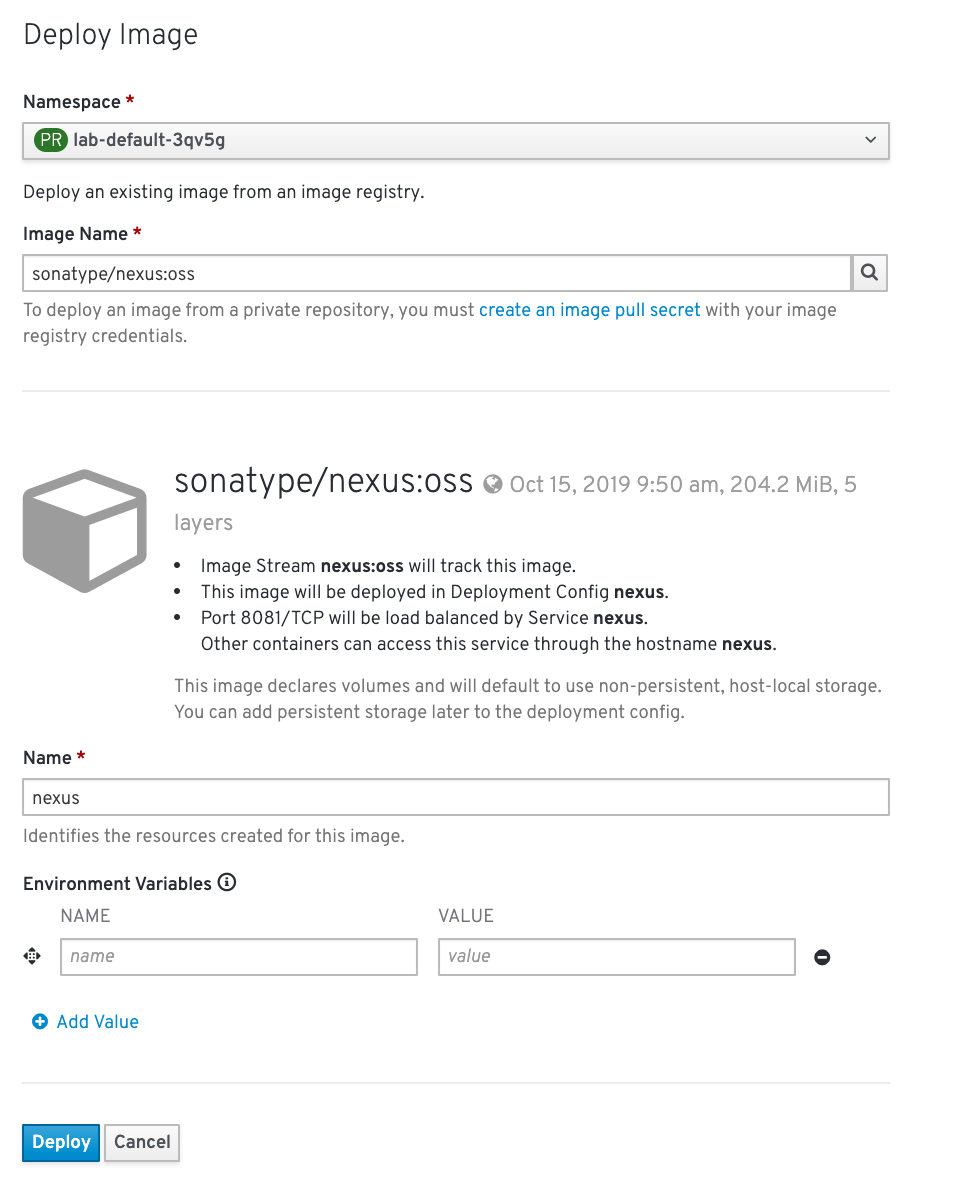 Deploy Image
Namespace *
PR lab-default-3qv5g
Deploy an existing image from an image registry.
Image Name *
sonatype/nexus:oss
To deploy an image from a private repository, you must create an image pull secret with your image
registry credentials.
sonatype/nexus:oss Oct 15, 2019 9:50 am, 204.2 MiB, 5
layers
• Image Stream nexus:oss will track this image.
• This image will be deployed in Deployment Config nexus.
• Port 8081/TCP will be load balanced by Service nexus.
Other containers can access this service through the hostname nexus.
This image declares volumes and will default to use non-persistent, host-local storage.
You can add persistent storage later to the deployment config.
Name *
nexus
Identifies the resources created for this image.
Environment Variables
NAME VALUE
name value
Add Value
Deploy Cancel